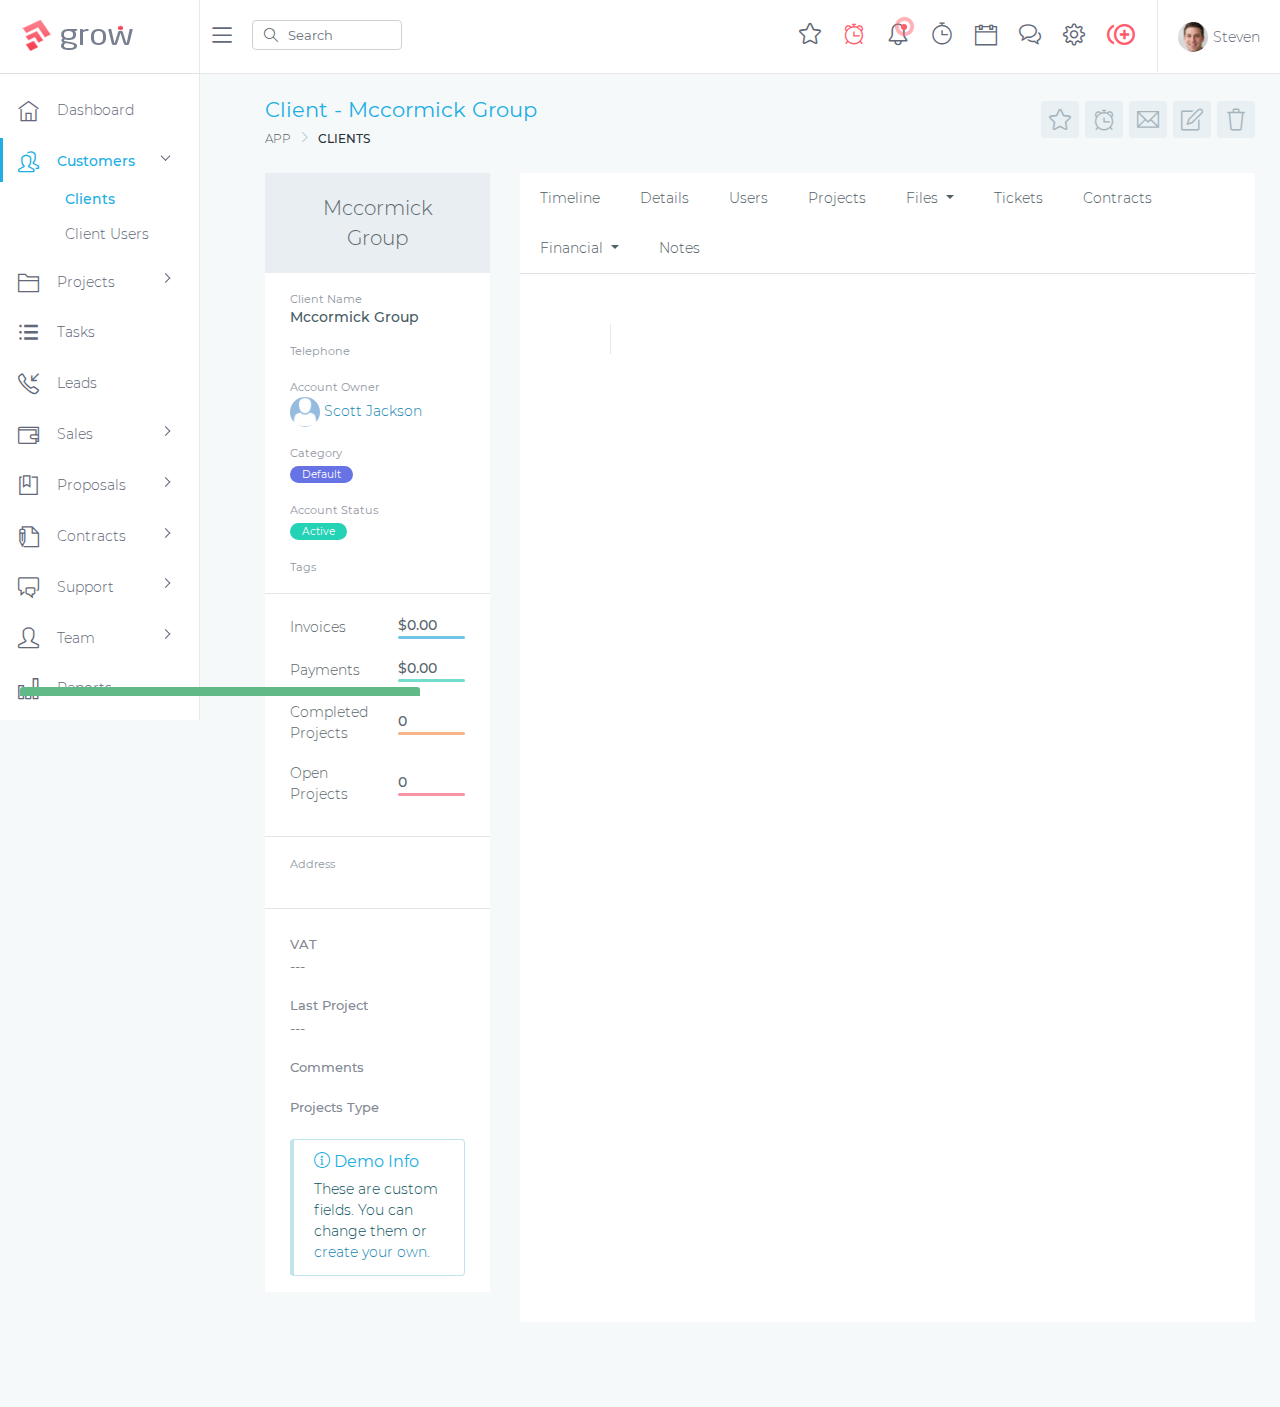 grow
Search
Steven
Dashboard
Customers
Clients
Client Users
Projects
Tasks
Leads
Sales
Proposals
Contracts
Support
Team
Reports
Client - Mccormick Group
APP
CLIENTS
Mccormick
Group
Client Name
Mccormick Group
Telephone
Account Owner
Scott Jackson
Category
Default
Account Status
Active
Tags
Invoices
$0.00
Payments
$0.00
Completed
Projects
0
Open
Projects
0
Address
VAT
---
Last Project
---
Comments
Projects Type
Demo Info
These are custom
fields. You can
change them or
create your own.
Timeline
Details
Users
Projects
Files
Tickets
Contracts
Financial
Notes